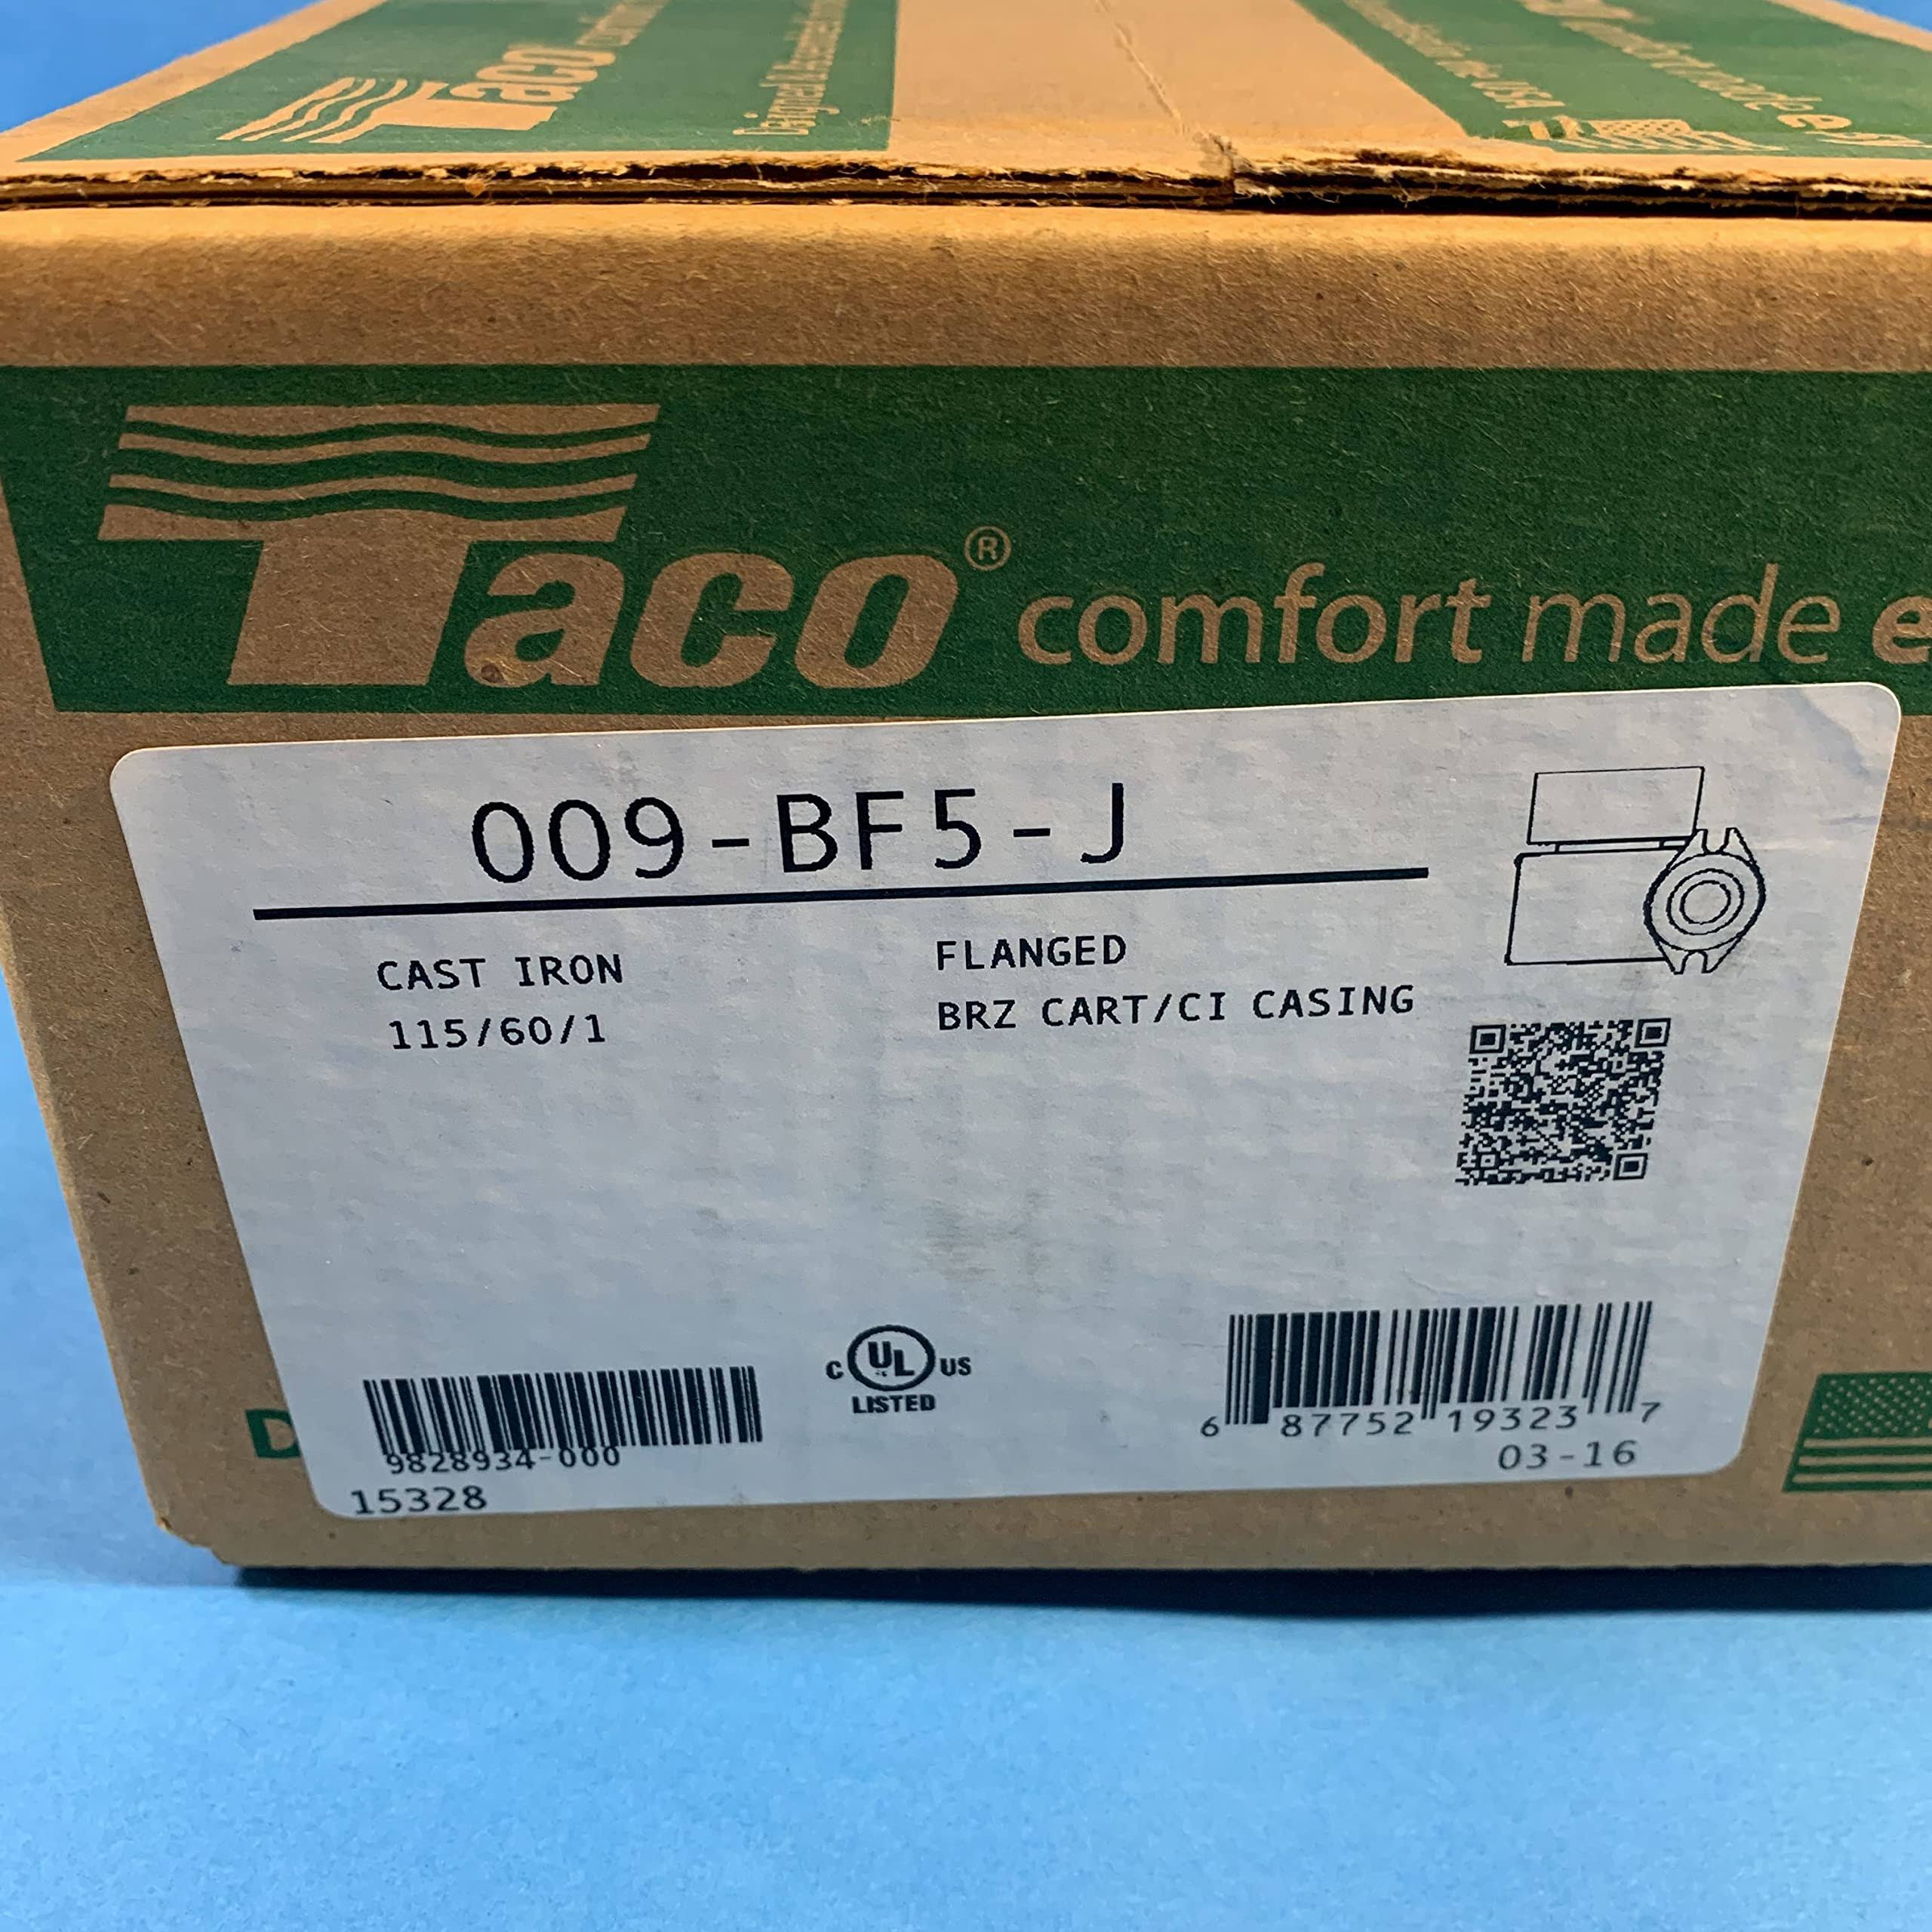 Taco
Taco® comfort made
009-BF5-J
CAST IRON
FLANGED
115/60/1
BRZ CART/CI CASING
C UL US
LISTED
9828934-000
15328
6 87752 19323 7
03-16
D